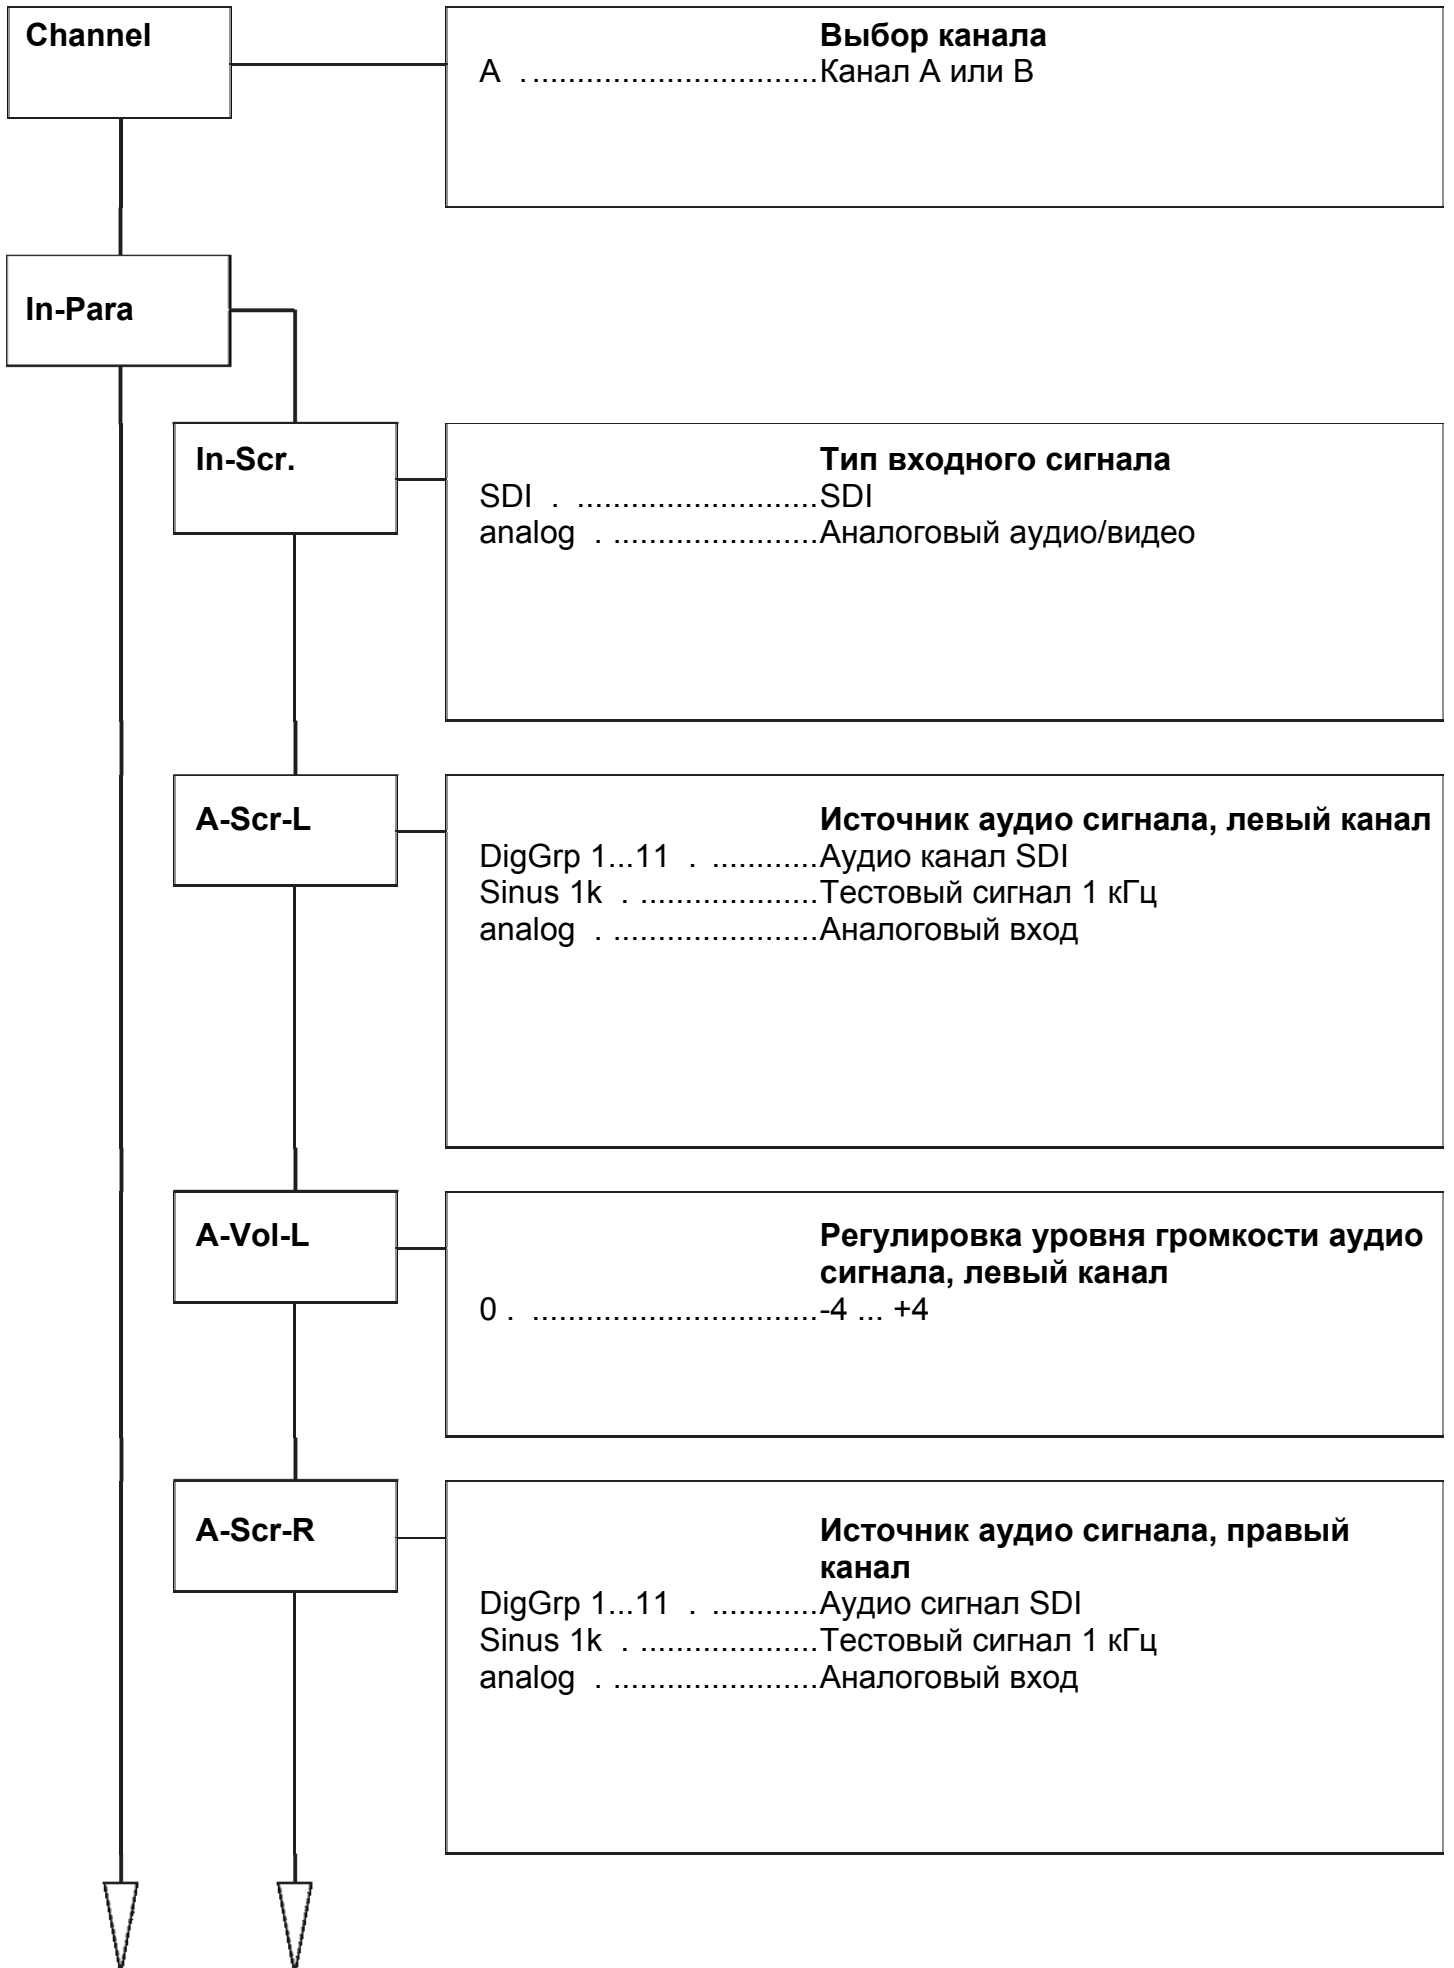 Channel
Выбор канала
A . ................................Канал A или B
In-Para
In-Scr.
Тип входного сигнала
SDI . ...........................SDI
analog . .......................Аналоговый аудио/видео
A-Scr-L
Источник аудио сигнала, левый канал
DigGrp 1...11 . ............Аудио канал SDI
Sinus 1k . ....................Тестовый сигнал 1 кГц
analog . .......................Аналоговый вход
A-Vol-L
Регулировка уровня громкости аудио
сигнала, левый канал
0 . ................................-4 ... +4
A-Scr-R
Источник аудио сигнала, правый
канал
DigGrp 1...11 . ............Аудио сигнал SDI
Sinus 1k . ....................Тестовый сигнал 1 кГц
analog . .......................Аналоговый вход